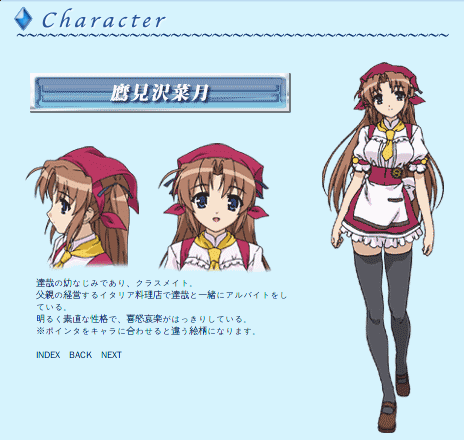 Character
鷹見沢菜月
達哉の幼なじみであり、クラスメイト。
父親の経営するイタリア料理店で達哉と一緒にアルバイトをし
ている。
明るく素直な性格で、喜怒哀楽がはっきりしている。
※ポインタをキャラに合わせると違う絵柄になります。
INDEX BACK NEXT